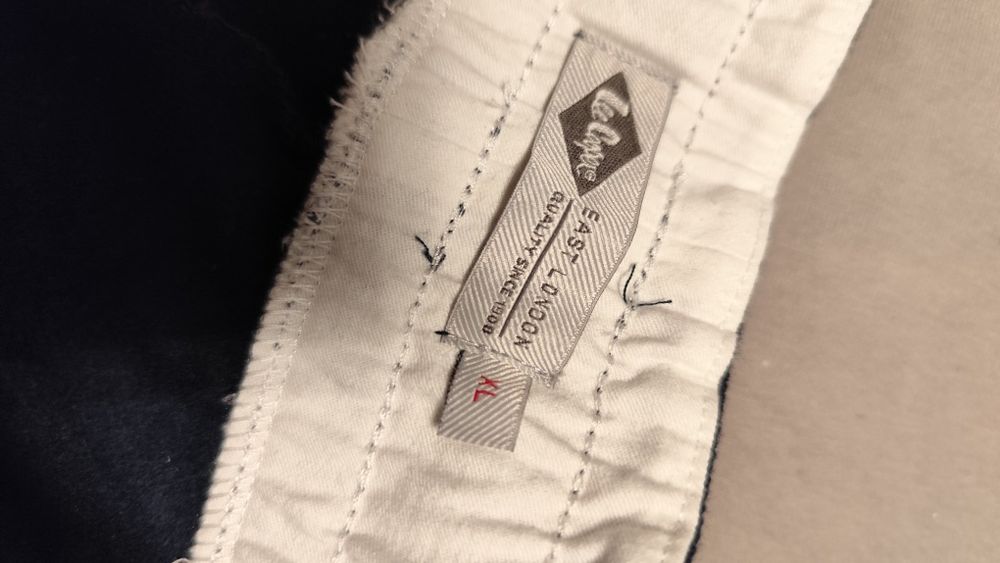 Lee Cooper
EAST LONDON
QUALITY SINCE 1908
XL